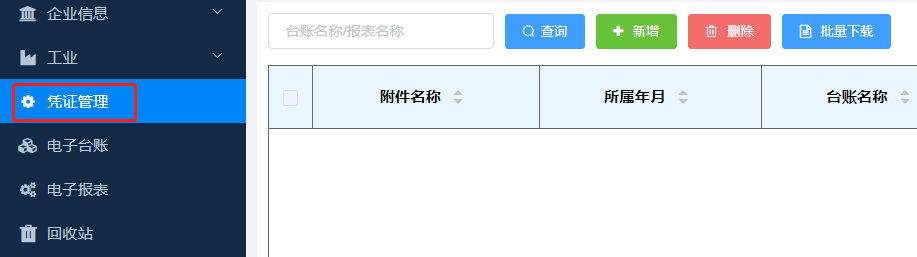 企业信息
工业
凭证管理
电子台账
电子报表
回收站
台账名称/报表名称 查询 新增 删除 批量下载
附件名称 所属年月 台账名称